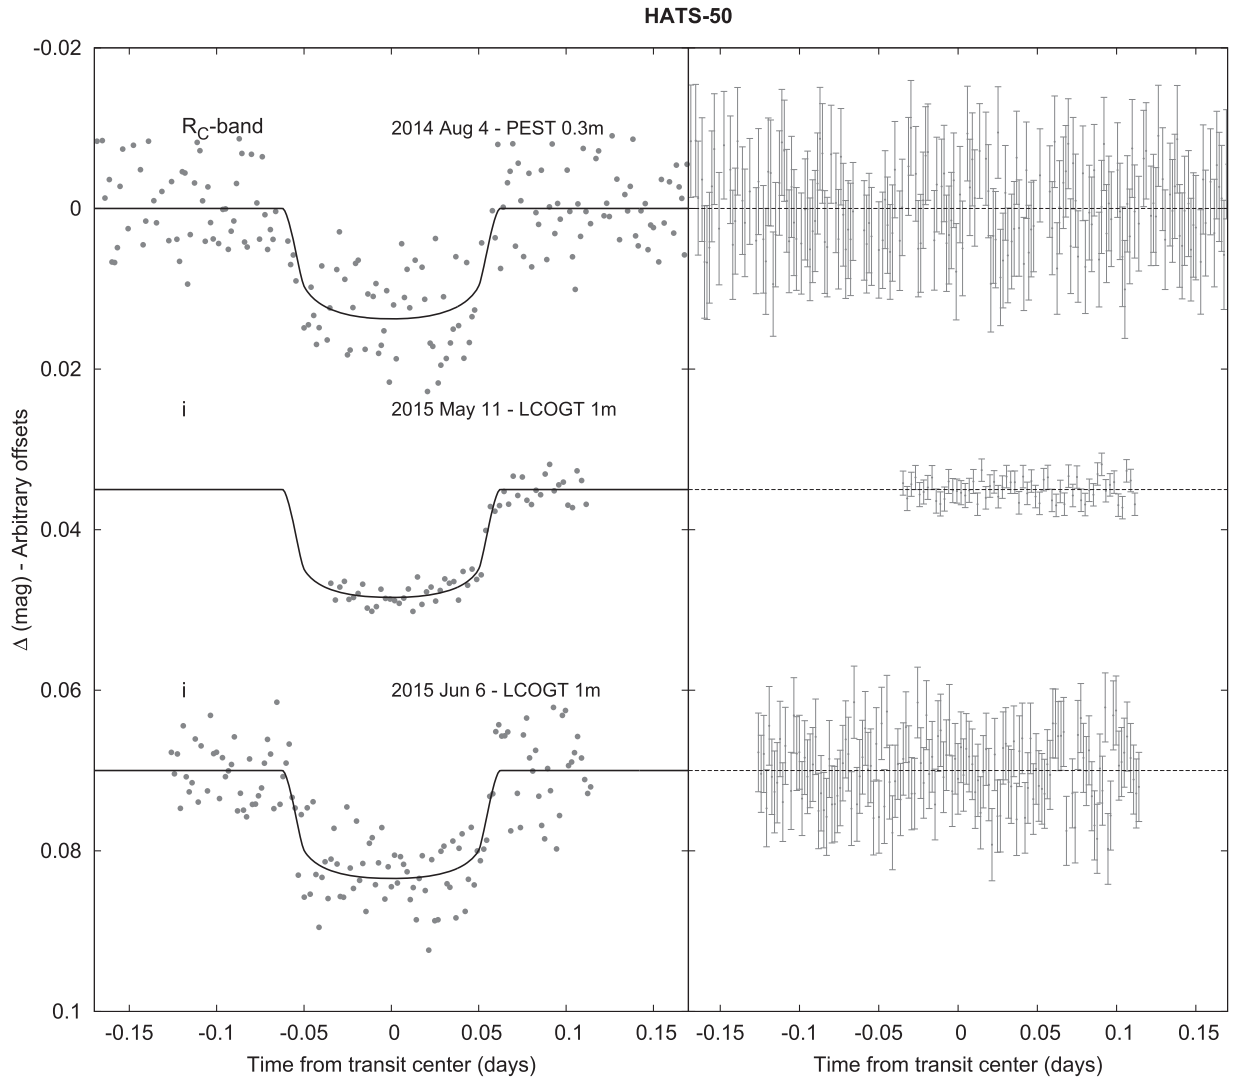 HATS-50
-0.02
0
0.02
0.04
0.06
0.08
0.1
Δ (mag) - Arbitrary offsets
R_C-band
2014 Aug 4 - PEST 0.3m
i
2015 May 11 - LCOGT 1m
i
2015 Jun 6 - LCOGT 1m
-0.15 -0.1 -0.05 0 0.05 0.1 0.15
Time from transit center (days)
-0.15 -0.1 -0.05 0 0.05 0.1 0.15
Time from transit center (days)